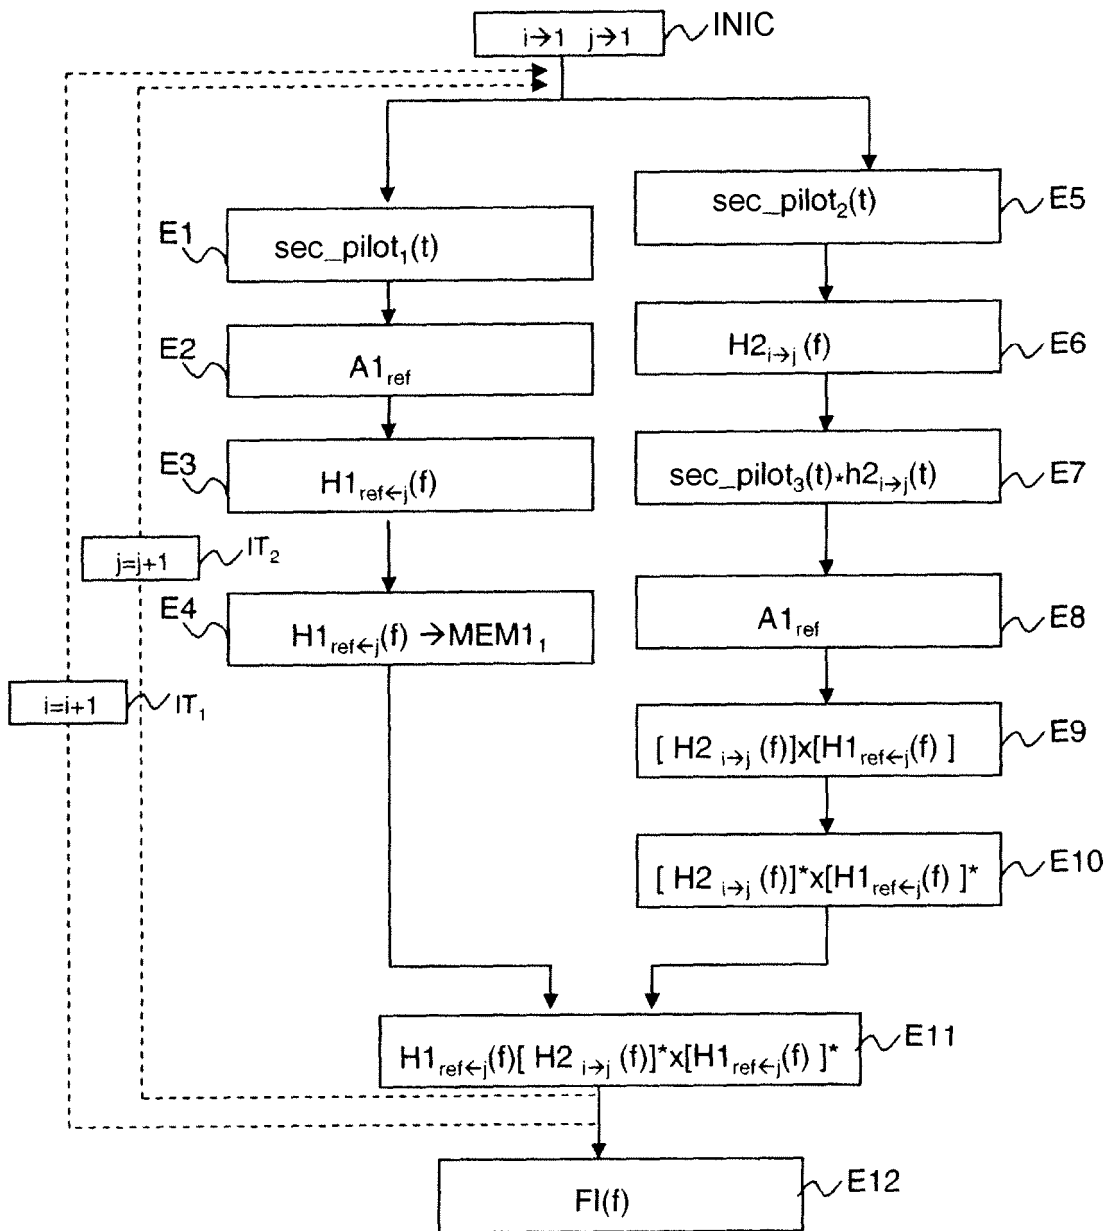 i→1 j→1 INIC
E1 sec_pilot₁(t)
E2 A1ref
E3 H1ref←j(f)
j=j+1 IT₂
E4 H1ref←j(f) →MEM1₁
i=i+1 IT₁
sec_pilot₂(t) E5
H2i→j (f) E6
sec_pilot₃(t)*h2i→j(t) E7
A1ref E8
[ H2 i→j (f)]x[H1ref←j(f) ] E9
[ H2 i→j (f)]*x[H1ref←j(f) ]* E10
H1ref←j(f)[ H2 i→j (f)]*x[H1ref←j(f) ]* E11
FI(f) E12